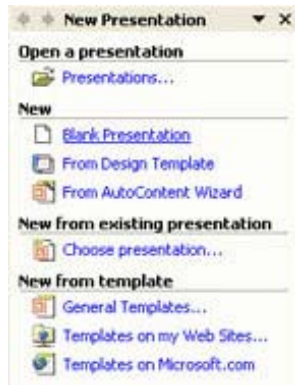 New Presentation
Open a presentation
Presentations...
New
Blank Presentation
From Design Template
From AutoContent Wizard
New from existing presentation
Choose presentation...
New from template
General Templates...
Templates on my Web Sites...
Templates on Microsoft.com